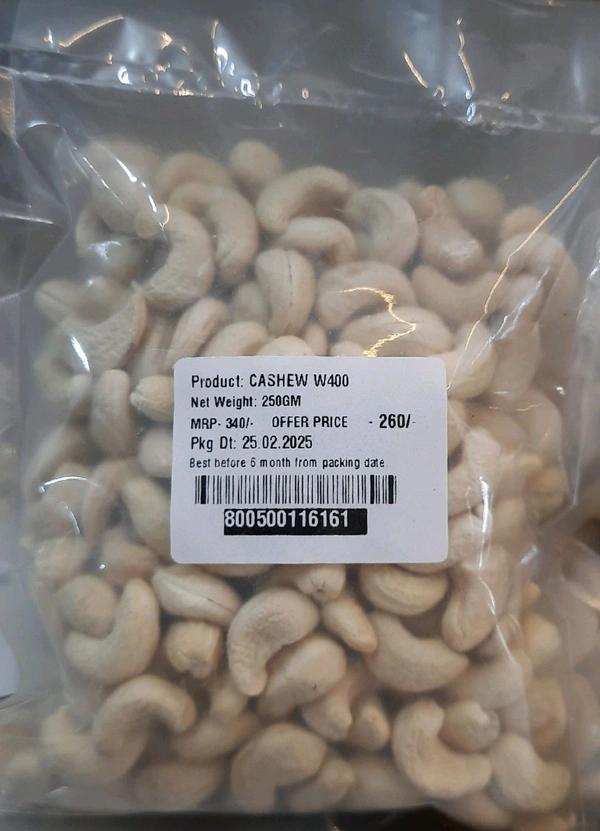 Product: CASHEW W400
Net Weight: 250GM
MRP- 340/- OFFER PRICE - 260/-
Pkg Dt: 25.02.2025
Best before 6 month from packing date
800500116161